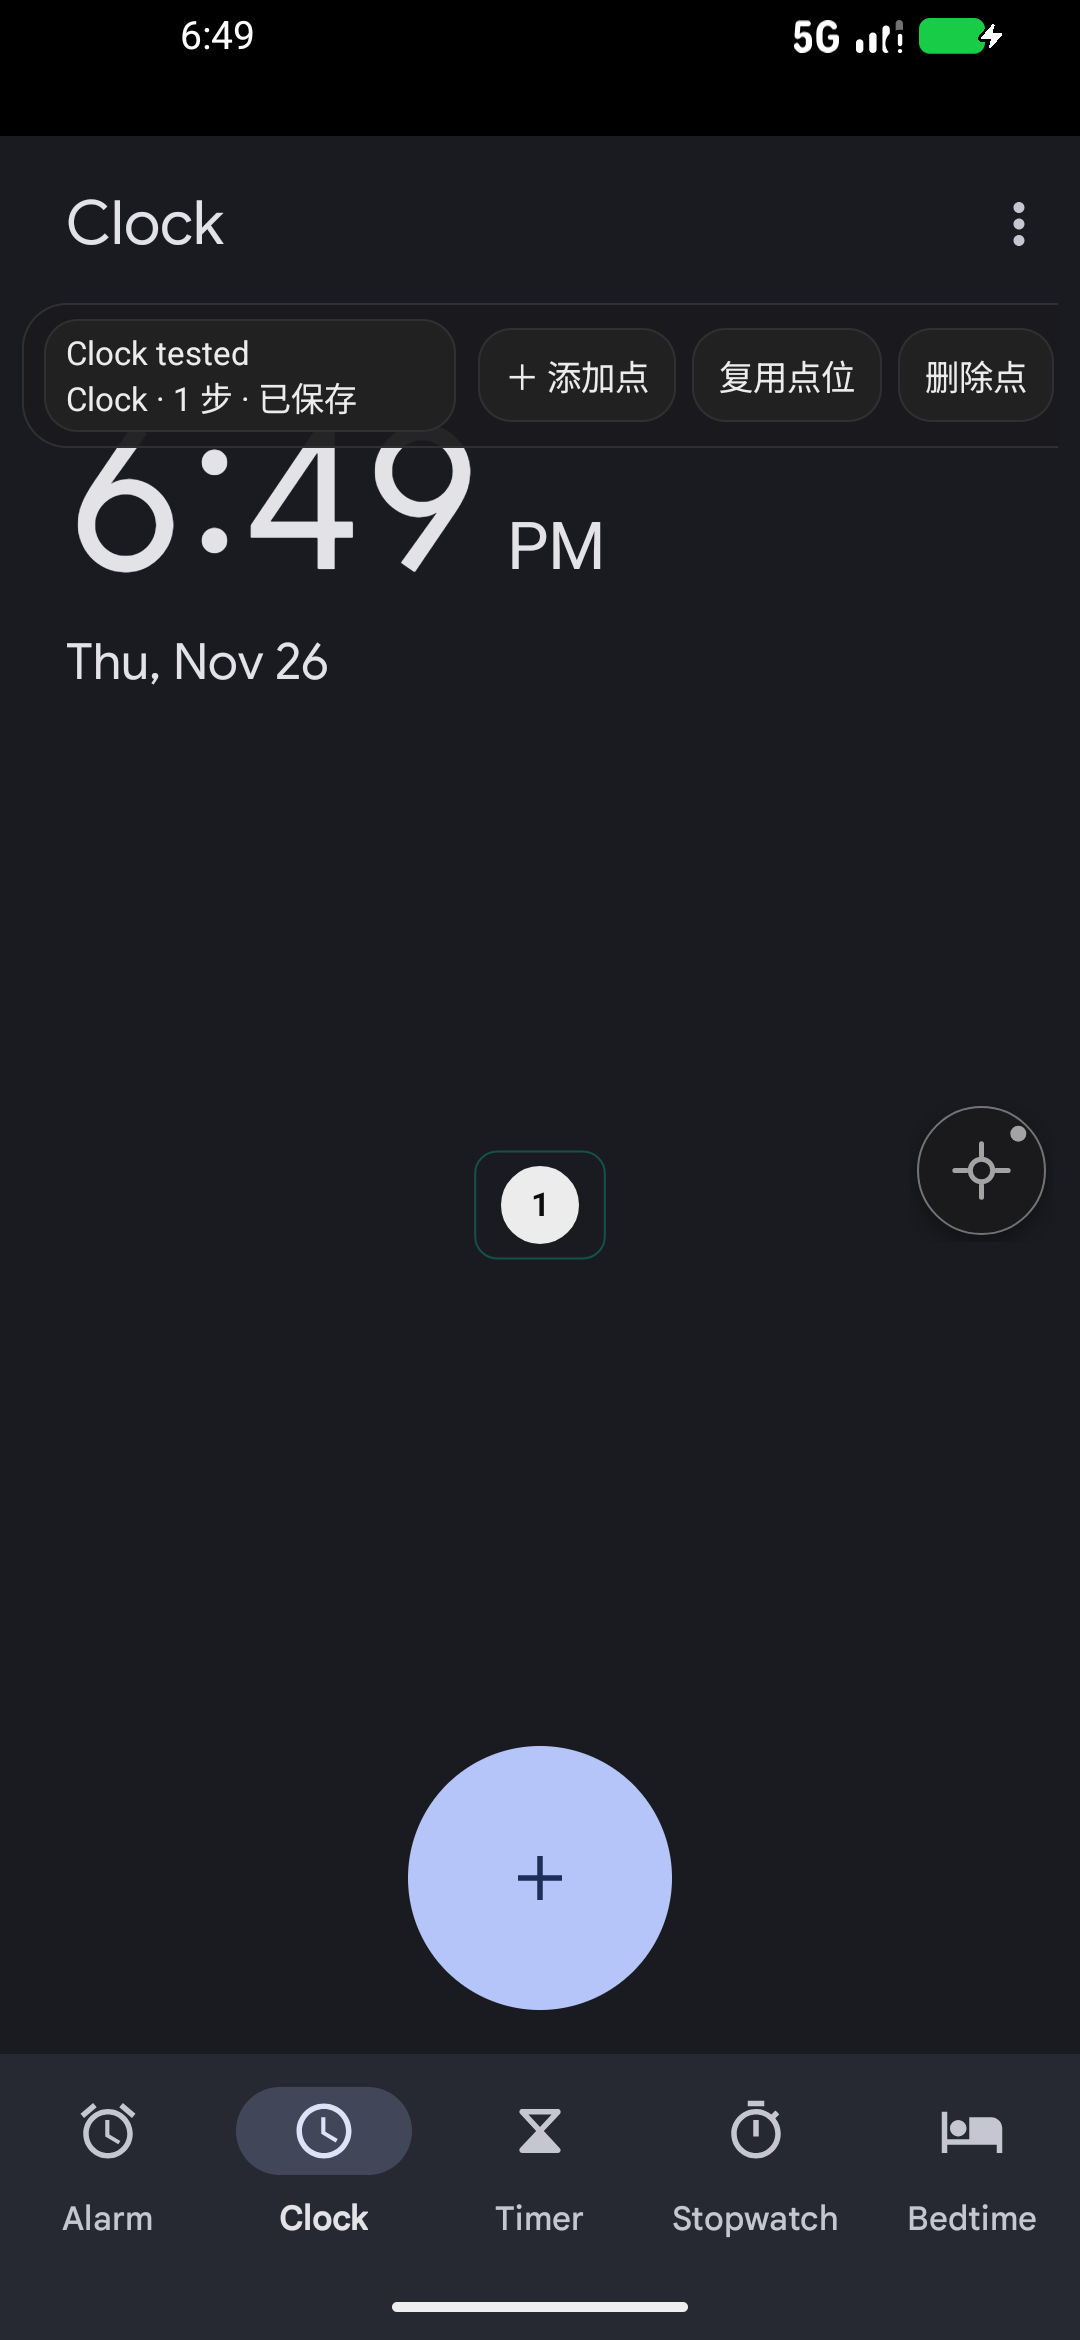 6:49
5G
Clock
Clock tested
Clock · 1 步 · 已保存
＋ 添加点
复用点位
删除点
6:49 PM
Thu, Nov 26
1
Alarm
Clock
Timer
Stopwatch
Bedtime